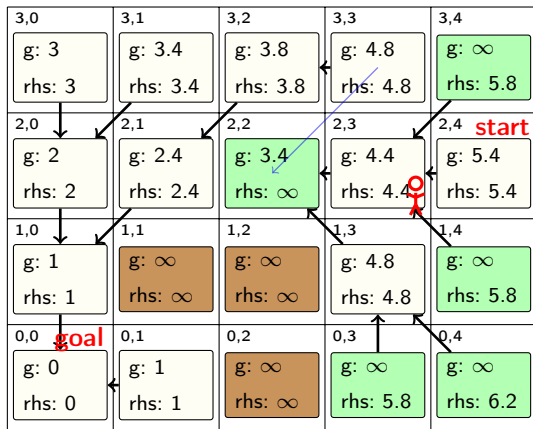 3,0 3,1 3,2 3,3 3,4
g: 3 g: 3.4 g: 3.8 g: 4.8 g: ∞
rhs: 3 rhs: 3.4 rhs: 3.8 rhs: 4.8 rhs: 5.8
2,0 2,1 2,2 2,3 2,4 start
g: 2 g: 2.4 g: 3.4 g: 4.4 g: 5.4
rhs: 2 rhs: 2.4 rhs: ∞ rhs: 4.4 rhs: 5.4
1,0 1,1 1,2 1,3 1,4
g: 1 g: ∞ g: ∞ g: 4.8 g: ∞
rhs: 1 rhs: ∞ rhs: ∞ rhs: 4.8 rhs: 5.8
0,0 goal 0,1 0,2 0,3 0,4
g: 0 g: 1 g: ∞ g: ∞ g: ∞
rhs: 0 rhs: 1 rhs: ∞ rhs: 5.8 rhs: 6.2